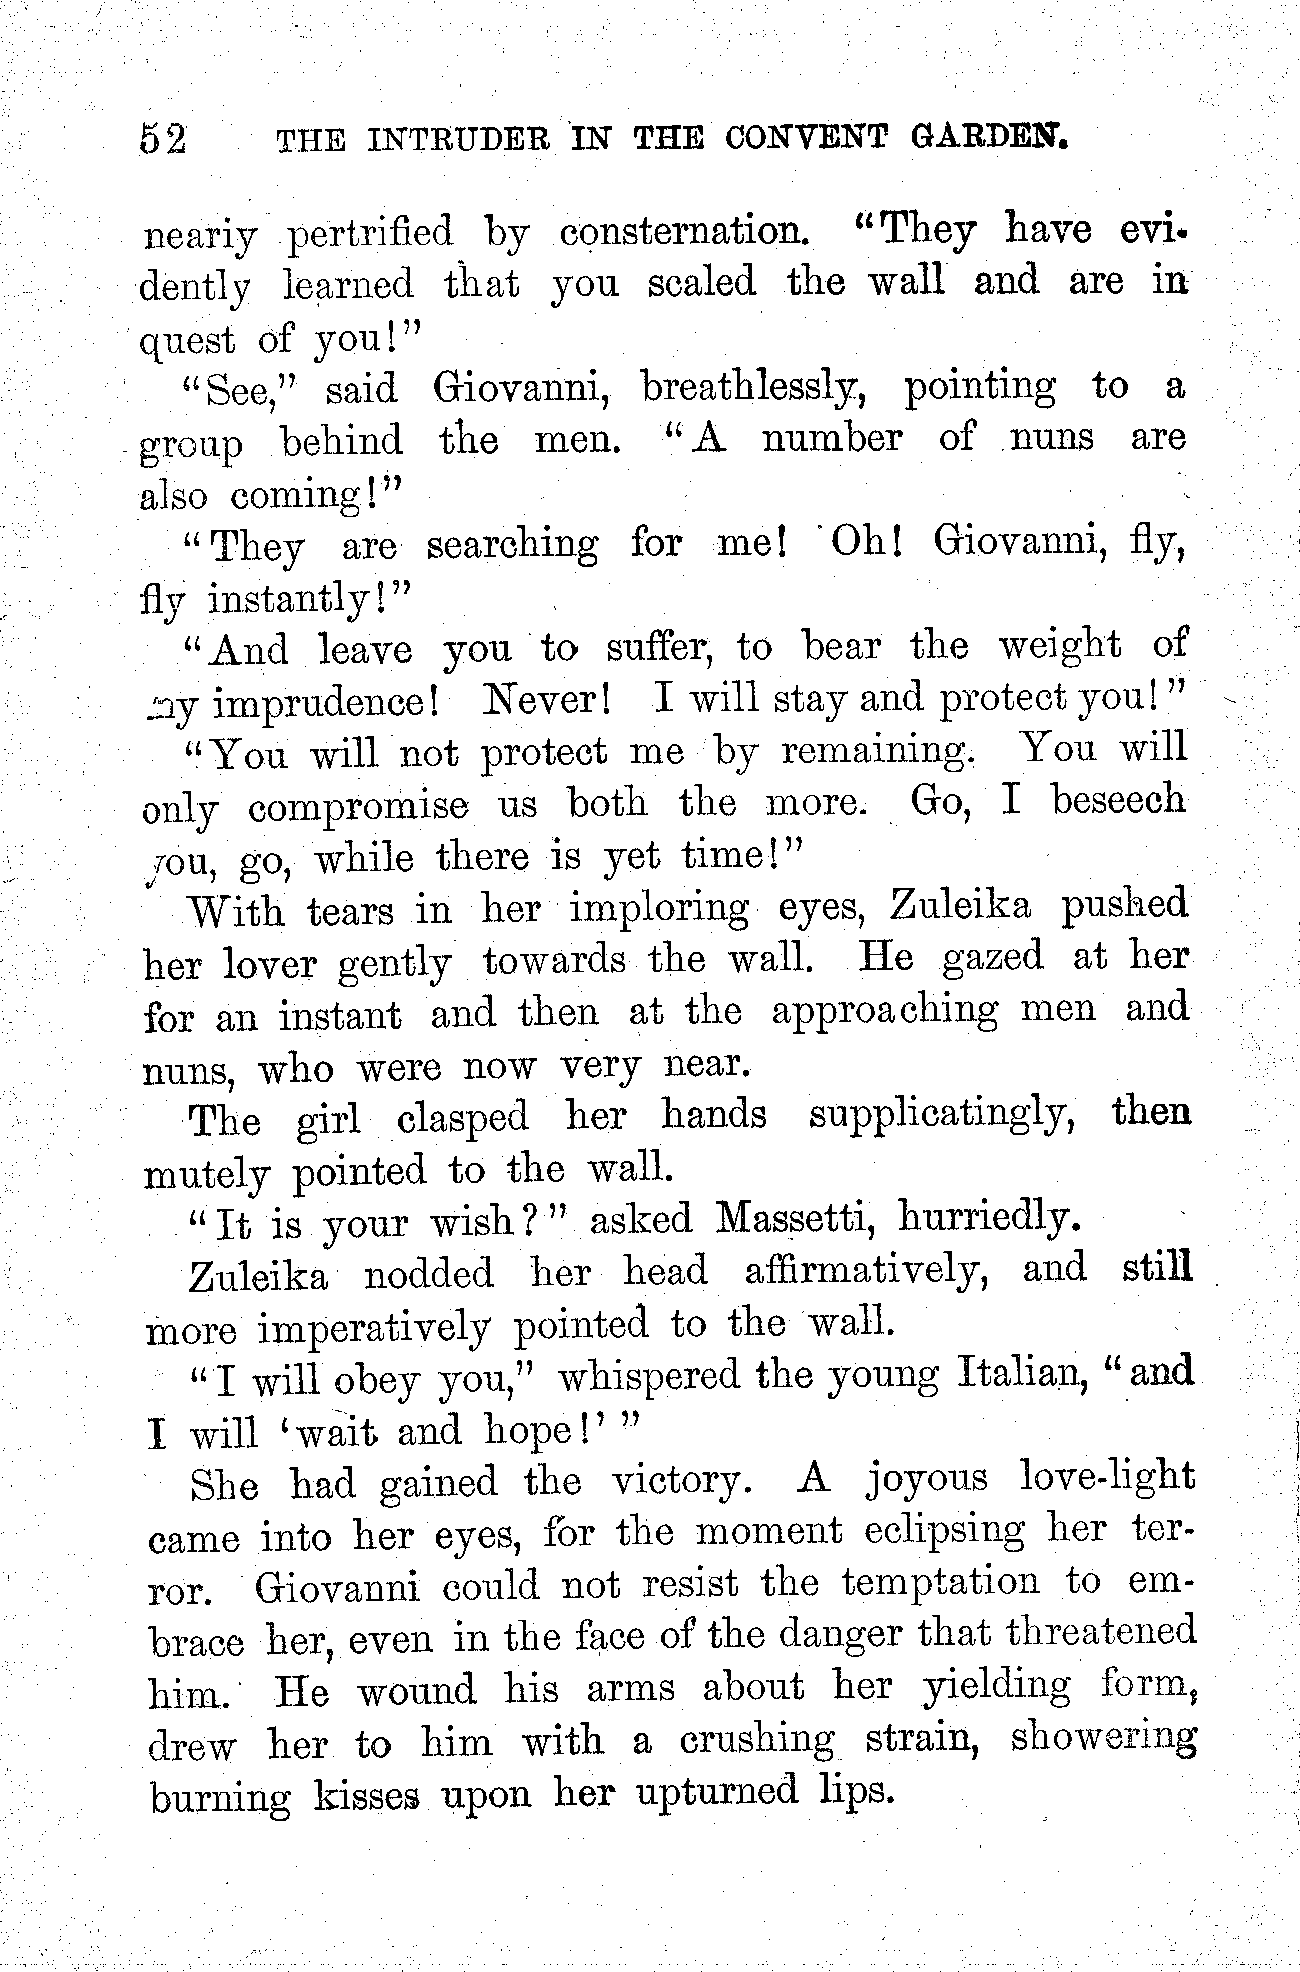 52 THE INTRUDER IN THE CONVENT GARDEN.
neariy pertrified by consternation. "They have evi-
dently learned that you scaled the wall and are in
quest of you!"
"See," said Giovanni, breathlessly, pointing to a
group behind the men. "A number of nuns are
also coming!"
"They are searching for me! Oh! Giovanni, fly,
fly instantly!"
"And leave you to suffer, to bear the weight of
my imprudence! Never! I will stay and protect you!"
"You will not protect me by remaining. You will
only compromise us both the more. Go, I beseech
you, go, while there is yet time!"
With tears in her imploring eyes, Zuleika pushed
her lover gently towards the wall. He gazed at her
for an instant and then at the approaching men and
nuns, who were now very near.
The girl clasped her hands supplicatingly, then
mutely pointed to the wall.
"It is your wish?" asked Massetti, hurriedly.
Zuleika nodded her head affirmatively, and still
more imperatively pointed to the wall.
"I will obey you," whispered the young Italian, "and
I will 'wait and hope!' "
She had gained the victory. A joyous love-light
came into her eyes, for the moment eclipsing her ter-
ror. Giovanni could not resist the temptation to em-
brace her, even in the face of the danger that threatened
him. He wound his arms about her yielding form,
drew her to him with a crushing strain, showering
burning kisses upon her upturned lips.